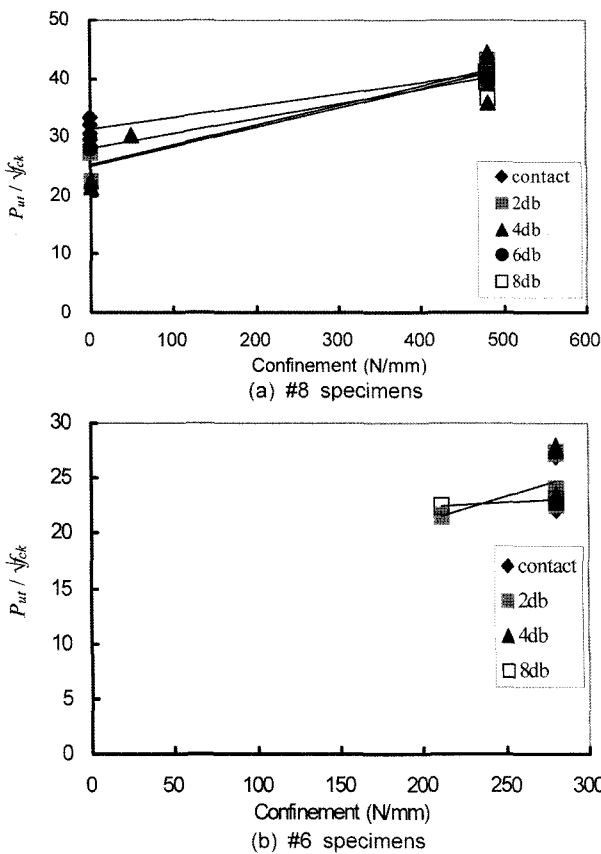 50
40
30
20
10
0
P_ut / √f_ck
contact
2db
4db
6db
8db
0 100 200 300 400 500 600
Confinement (N/mm)
(a) #8 specimens
30
25
20
15
10
5
0
P_ut / √f_ck
contact
2db
4db
8db
0 50 100 150 200 250 300
Confinement (N/mm)
(b) #6 specimens